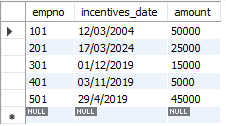 empno incentives_date amount
101 12/03/2004 50000
201 17/03/2024 25000
301 01/12/2019 15000
401 03/11/2019 5000
501 29/4/2019 45000
NULL NULL NULL